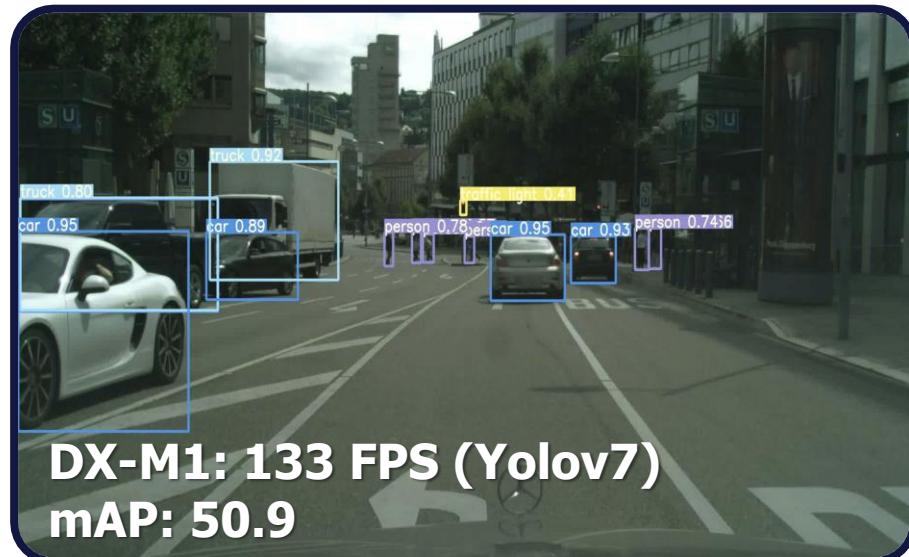 S U
S
U
S U
truck 0.92
truck 0.80
traffic light 0.41
car 0.95
car 0.89
person 0.78
car 0.95
car 0.93
person 0.74
BUS
DX-M1: 133 FPS (Yolov7)
mAP: 50.9